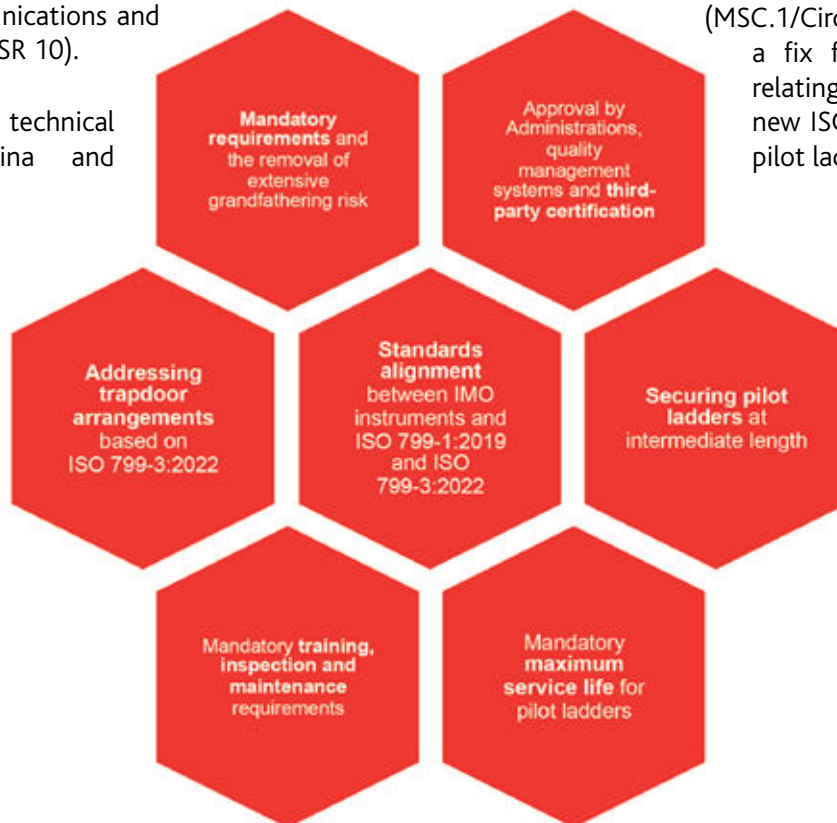 nications and
SR 10).
technical
ina and
(MSC.1/Circ
a fix f
relating
new ISO
pilot lad
Mandatory
requirements and
the removal of
extensive
grandfathering risk
Approval by
Administrations,
quality
management
systems and third-
party certification
Addressing
trapdoor
arrangements
based on
ISO 799-3:2022
Standards
alignment
between IMO
instruments and
ISO 799-1:2019
and ISO
799-3:2022
Securing pilot
ladders at
intermediate length
Mandatory training,
inspection and
maintenance
requirements
Mandatory
maximum
service life for
pilot ladders